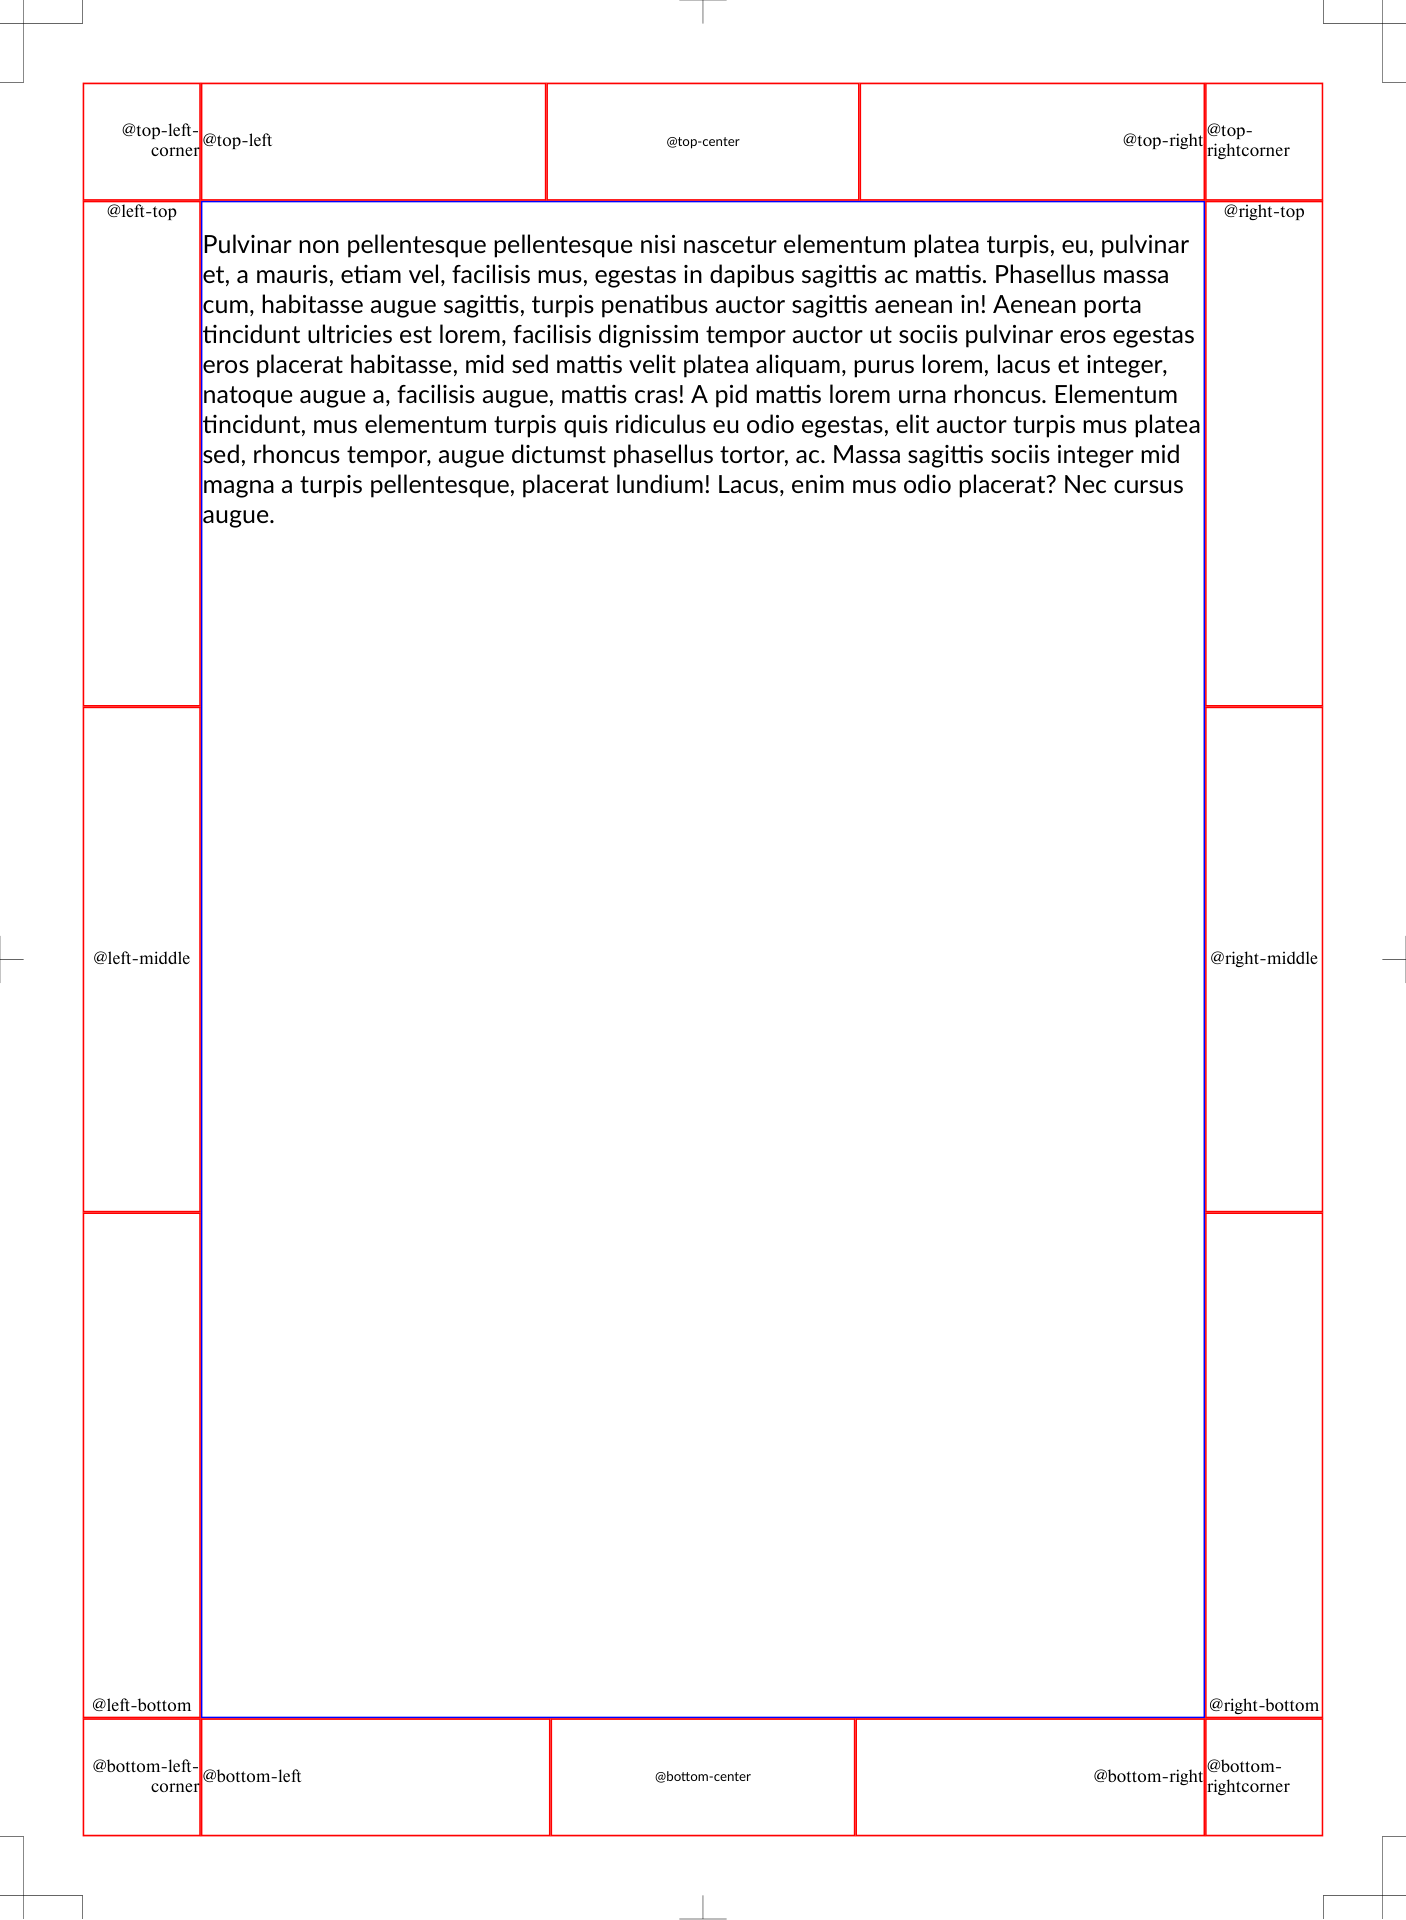 @top-left-
corner
@top-left
@top-center
@top-right
@top-
rightcorner
@left-top
@right-top
Pulvinar non pellentesque pellentesque nisi nascetur elementum platea turpis, eu, pulvinar
et, a mauris, etiam vel, facilisis mus, egestas in dapibus sagittis ac mattis. Phasellus massa
cum, habitasse augue sagittis, turpis penatibus auctor sagittis aenean in! Aenean porta
tincidunt ultricies est lorem, facilisis dignissim tempor auctor ut sociis pulvinar eros egestas
eros placerat habitasse, mid sed mattis velit platea aliquam, purus lorem, lacus et integer,
natoque augue a, facilisis augue, mattis cras! A pid mattis lorem urna rhoncus. Elementum
tincidunt, mus elementum turpis quis ridiculus eu odio egestas, elit auctor turpis mus platea
sed, rhoncus tempor, augue dictumst phasellus tortor, ac. Massa sagittis sociis integer mid
magna a turpis pellentesque, placerat lundium! Lacus, enim mus odio placerat? Nec cursus
augue.
@left-middle
@right-middle
@left-bottom
@right-bottom
@bottom-left-
corner
@bottom-left
@bottom-center
@bottom-right
@bottom-
rightcorner